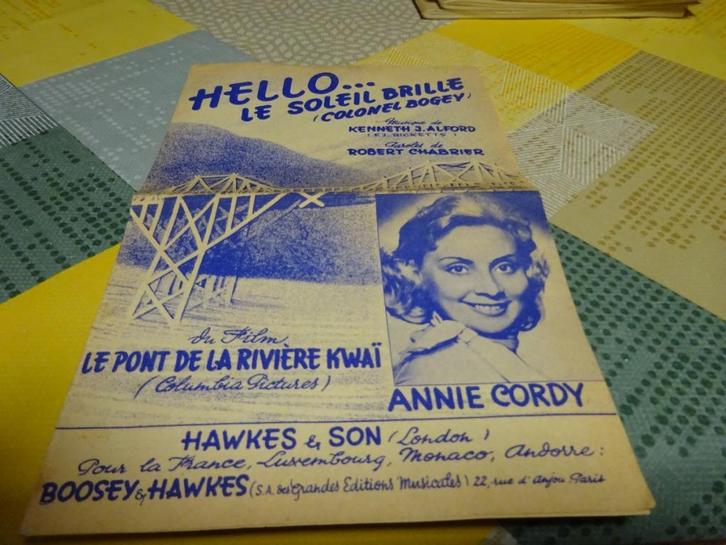 HELLO...
LE SOLEIL BRILLE
(COLONEL BOGEY)
Musique de
KENNETH J. ALFORD
(F.J. RICKETTS)
Paroles de
ROBERT CHABRIER
du Film
LE PONT DE LA RIVIÈRE KWAÏ
(Columbia Pictures)
ANNIE CORDY
HAWKES & SON (London)
Pour la France, Luxembourg, Monaco, Andorre:
BOOSEY & HAWKES (S.A. des Grandes Editions Musicales) 22, rue d'Anjou Paris